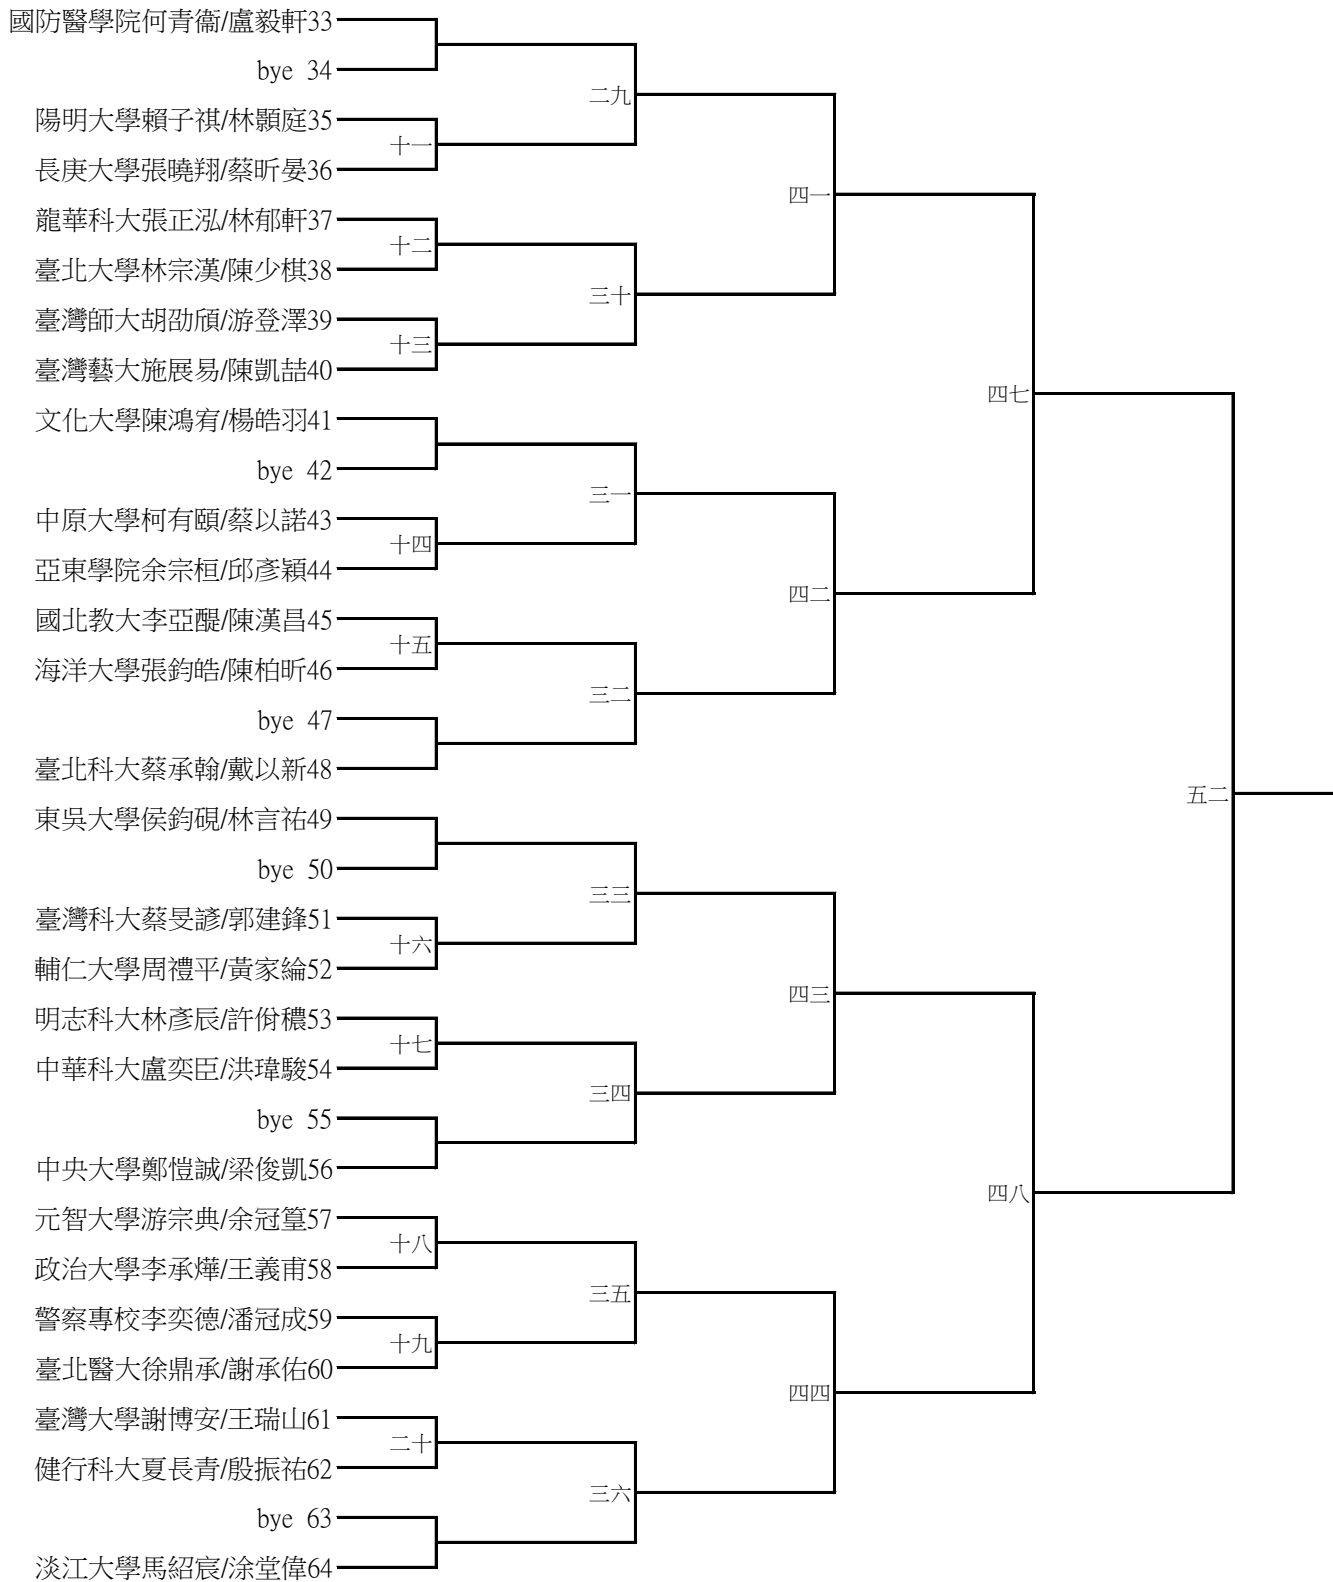 國防醫學院何青衞/盧毅軒33
bye 34
二九
陽明大學賴子祺/林顥庭35
十一
長庚大學張曉翔/蔡昕晏36
四一
龍華科大張正泓/林郁軒37
十二
臺北大學林宗漢/陳少棋38
三十
臺灣師大胡劭頎/游登澤39
十三
臺灣藝大施展易/陳凱喆40
四七
文化大學陳鴻宥/楊皓羽41
bye 42
三一
中原大學柯有頤/蔡以諾43
十四
亞東學院余宗桓/邱彥穎44
四二
國北教大李亞醍/陳漢昌45
十五
海洋大學張鈞皓/陳柏昕46
三二
bye 47
臺北科大蔡承翰/戴以新48
五二
東吳大學侯鈞硯/林言祐49
bye 50
三三
臺灣科大蔡旻諺/郭建鋒51
十六
輔仁大學周禮平/黃家綸52
四三
明志科大林彥辰/許佾穠53
十七
中華科大盧奕臣/洪瑋駿54
三四
bye 55
中央大學鄭愷誠/梁俊凱56
四八
元智大學游宗典/余冠篁57
十八
政治大學李承燁/王義甫58
三五
警察專校李奕德/潘冠成59
十九
臺北醫大徐鼎承/謝承佑60
四四
臺灣大學謝博安/王瑞山61
二十
健行科大夏長青/殷振祐62
三六
bye 63
淡江大學馬紹宸/涂堂偉64